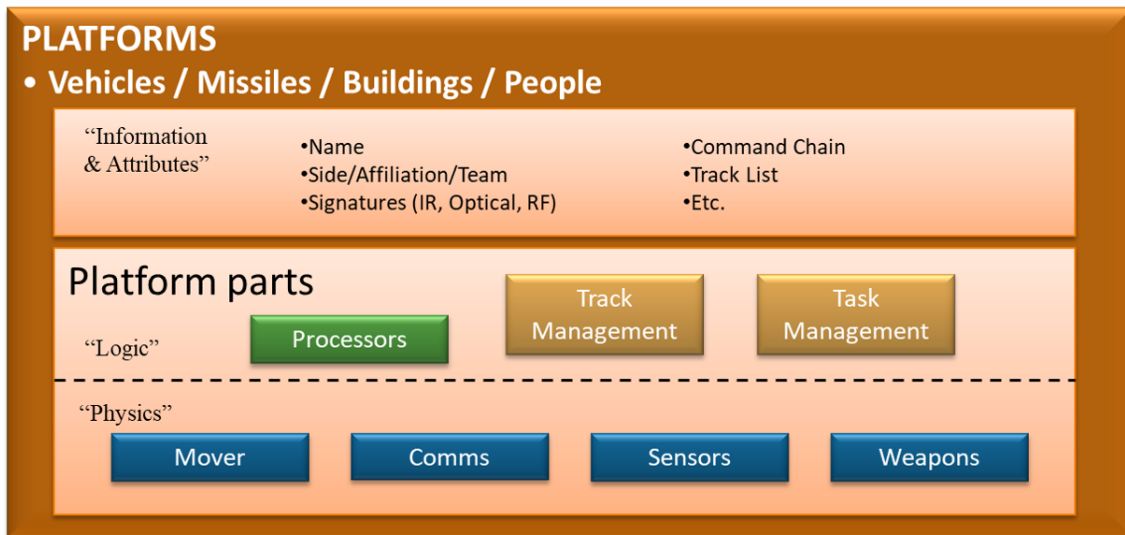 PLATFORMS
• Vehicles / Missiles / Buildings / People
“Information
& Attributes”
•Name
•Side/Affiliation/Team
•Signatures (IR, Optical, RF)
•Command Chain
•Track List
•Etc.
Platform parts
“Logic”
Processors
Track
Management
Task
Management
“Physics”
Mover
Comms
Sensors
Weapons